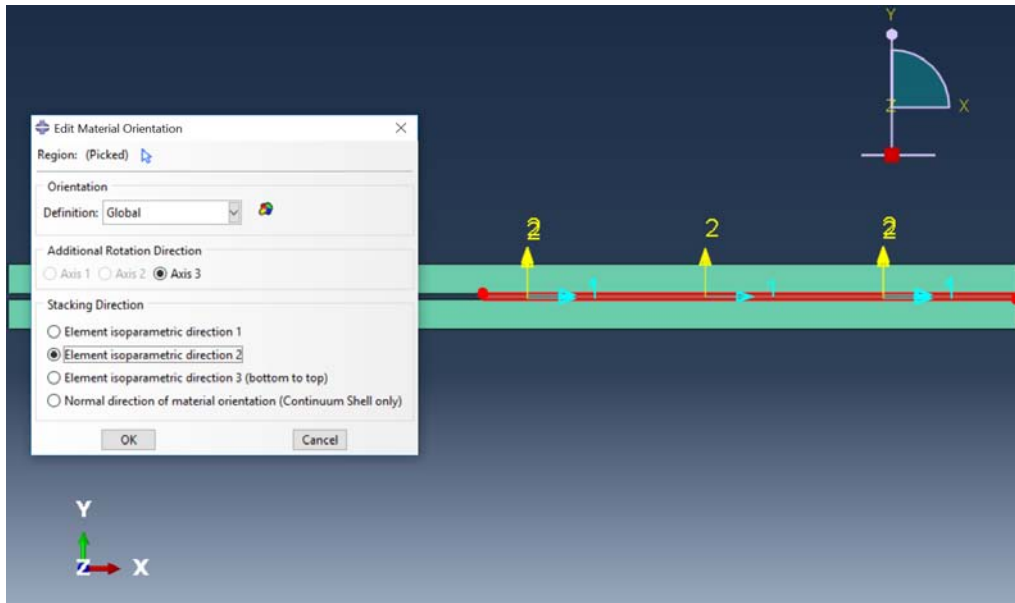 Edit Material Orientation
Region: (Picked)
Orientation
Definition: Global
Additional Rotation Direction
Axis 1 Axis 2 Axis 3
Stacking Direction
Element isoparametric direction 1
Element isoparametric direction 2
Element isoparametric direction 3 (bottom to top)
Normal direction of material orientation (Continuum Shell only)
OK Cancel
Y
Z X
2 2 2
1 1 1
Y
Z X